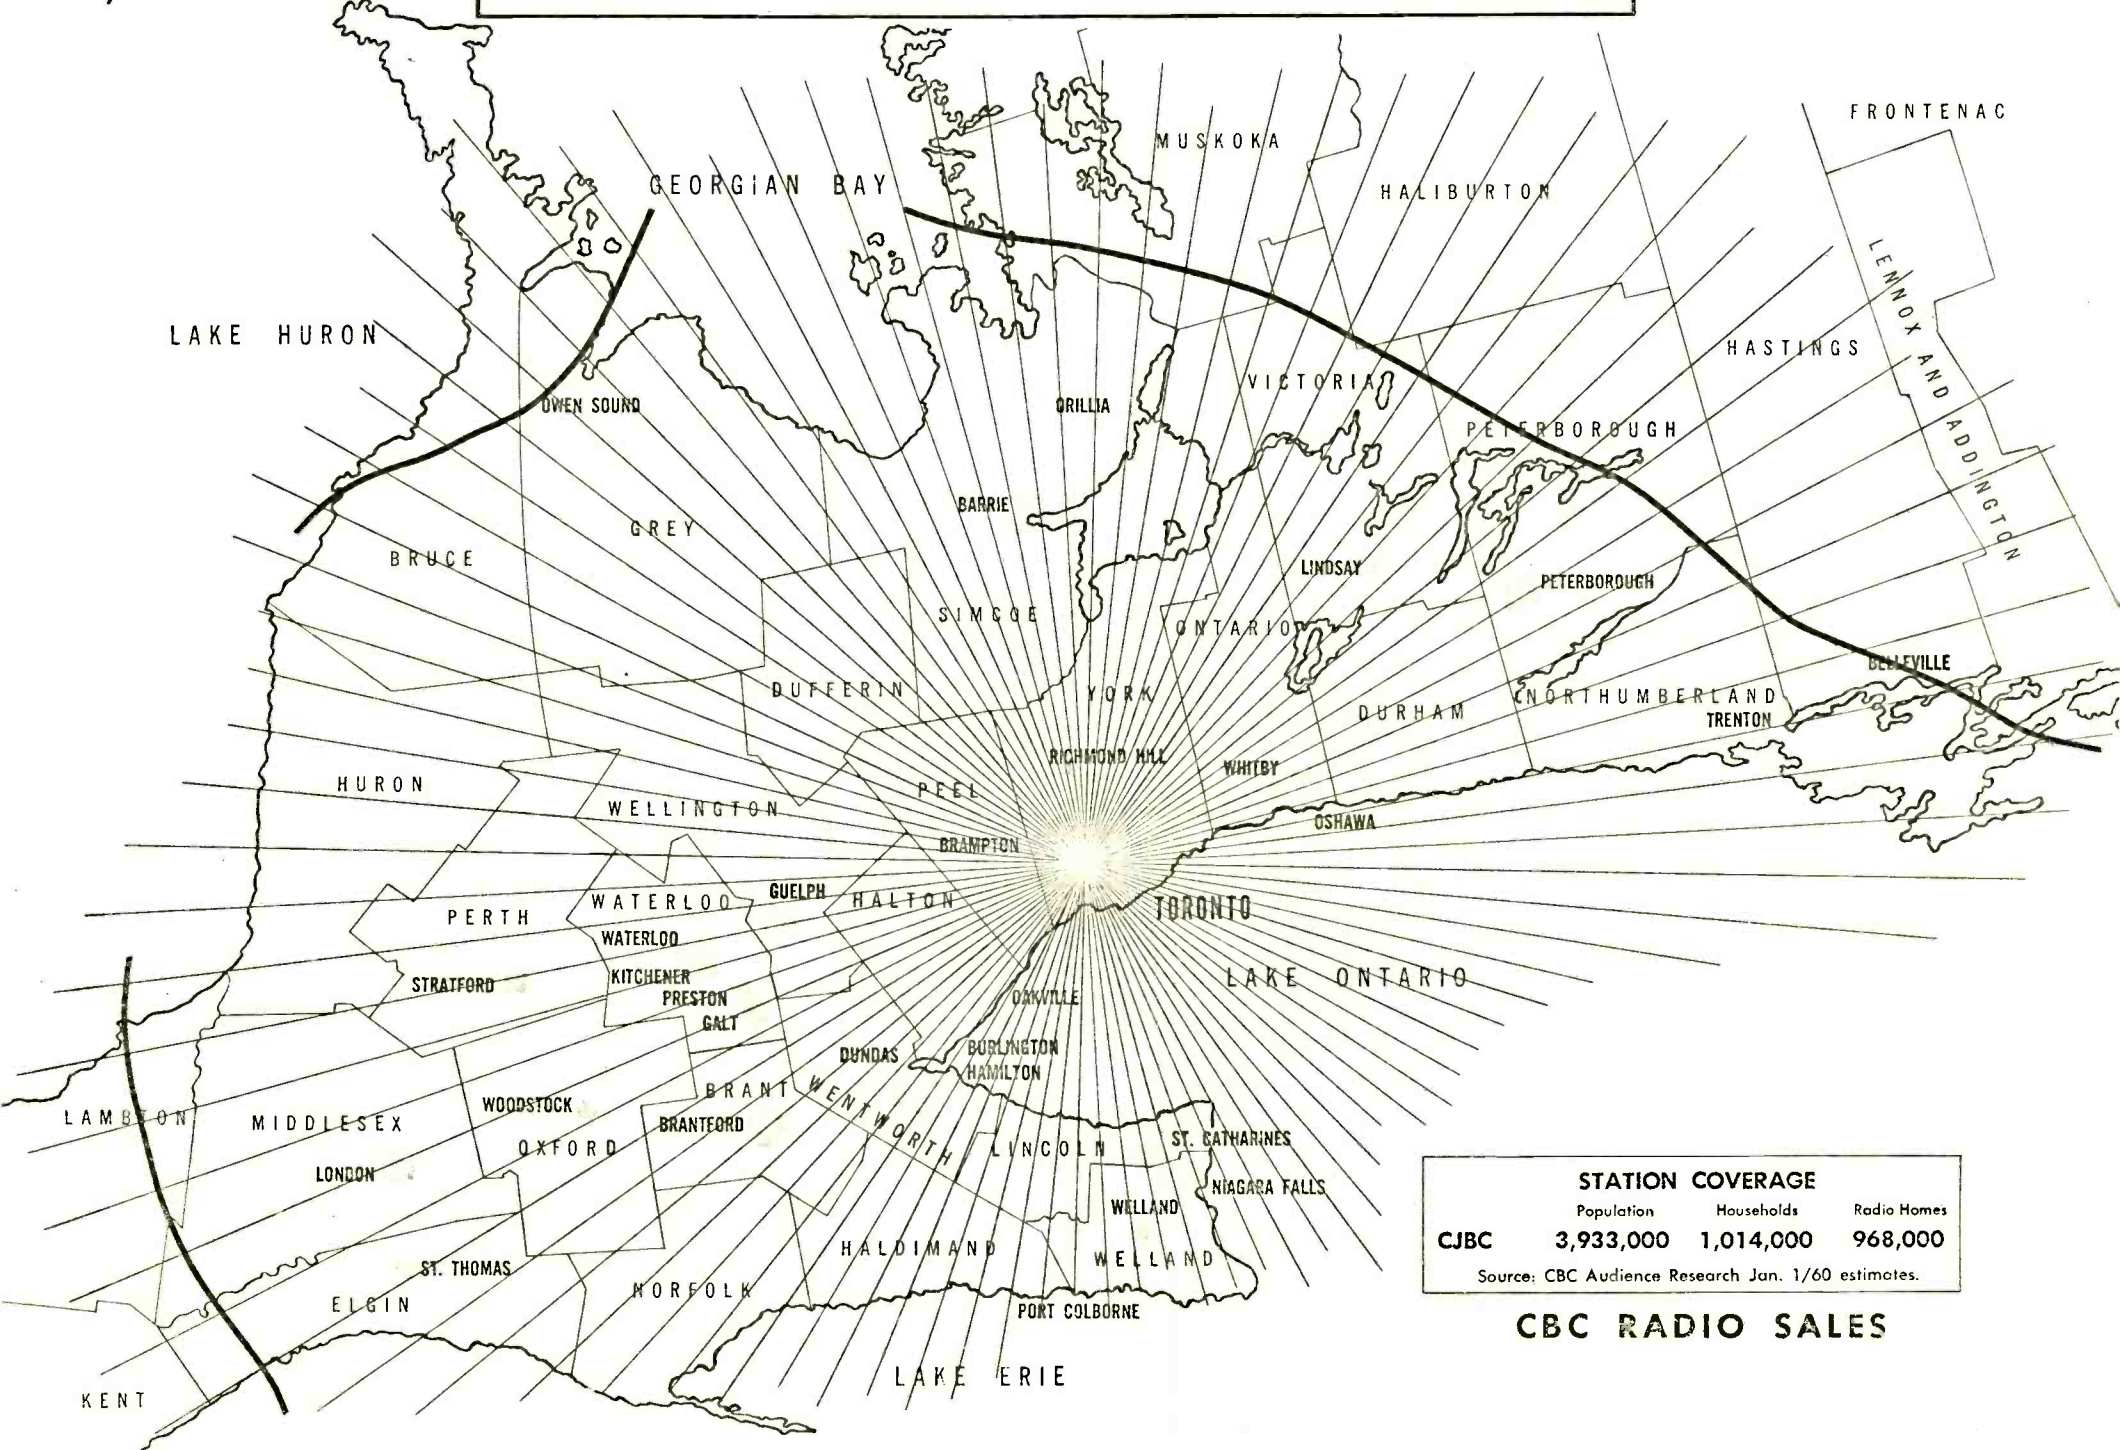 FRONTENAC
MUSKOKA
GEORGIAN BAY
HALIBURTON
LENNOX AND ADDINGTON
LAKE HURON
HASTINGS
VICTORIA
OWEN SOUND
ORILLIA
PETERBOROUGH
BARRIE
GREY
BRUCE
LINDSAY
PETERBOROUGH
SIMCOE
ONTARIO
BELLEVILLE
DUFFERIN
YORK
NORTHUMBERLAND
DURHAM
TRENTON
RICHMOND HILL
WHITBY
HURON
PEEL
WELLINGTON
OSHAWA
BRAMPTON
GUELPH
WATERLOO
HALTON
TORONTO
PERTH
WATERLOO
KITCHENER
LAKE ONTARIO
STRATFORD
PRESTON
OAKVILLE
GALT
DUNDAS
BURLINGTON
HAMILTON
BRANT
WENTWORTH
WOODSTOCK
LAMBTON
MIDDLESEX
BRANTFORD
OXFORD
LINCOLN
ST. CATHARINES
LONDON
NIAGARA FALLS
WELLAND
HALDIMAND
WELLAND
ST. THOMAS
NORFOLK
ELGIN
PORT COLBORNE
LAKE ERIE
KENT
STATION COVERAGE
Population Households Radio Homes
CJBC 3,933,000 1,014,000 968,000
Source: CBC Audience Research Jan. 1/60 estimates.
CBC RADIO SALES